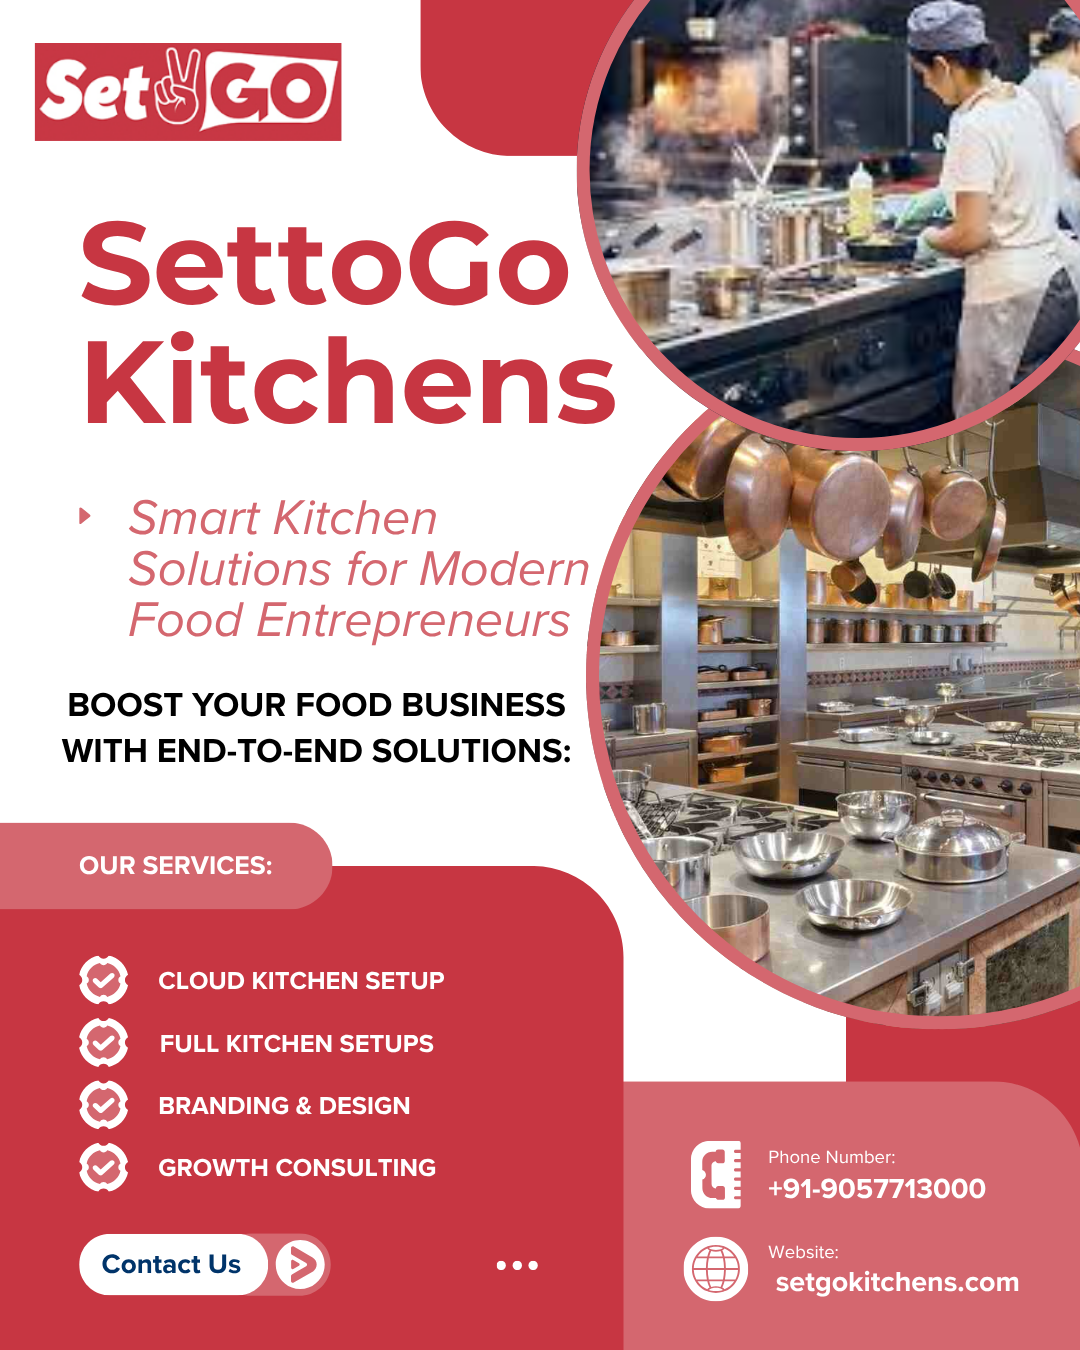 Set GO
SettoGo
Kitchens
Smart Kitchen
Solutions for Modern
Food Entrepreneurs
BOOST YOUR FOOD BUSINESS
WITH END-TO-END SOLUTIONS:
OUR SERVICES:
CLOUD KITCHEN SETUP
FULL KITCHEN SETUPS
BRANDING & DESIGN
GROWTH CONSULTING
Contact Us
Phone Number:
+91-9057713000
Website:
setgokitchens.com